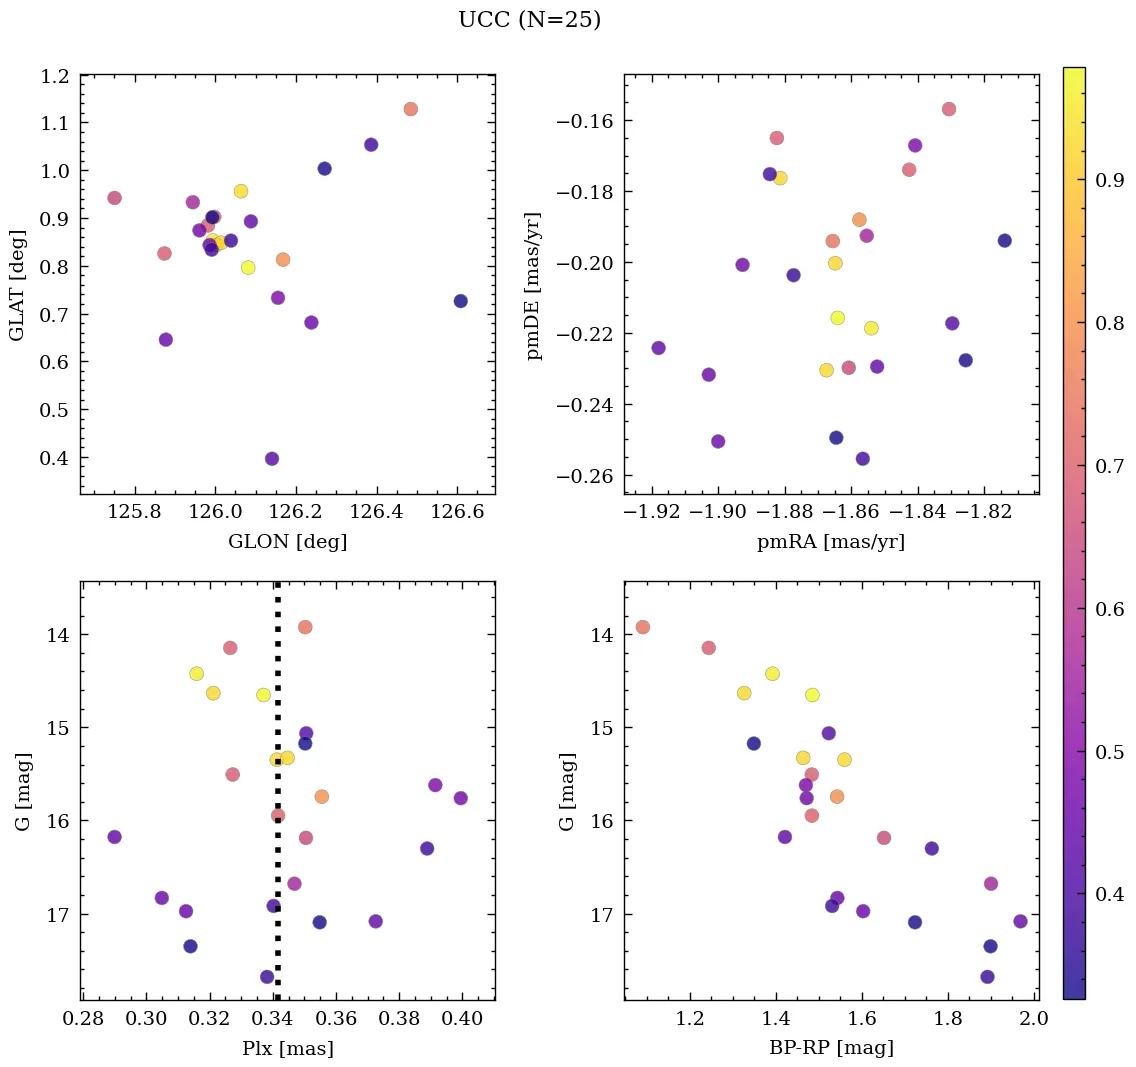 UCC (N=25)
1.2
1.1
1.0
0.9
0.8
0.7
0.6
0.5
0.4
GLAT [deg]
125.8 126.0 126.2 126.4 126.6
GLON [deg]
−0.16
−0.18
−0.20
−0.22
−0.24
−0.26
pmDE [mas/yr]
−1.92 −1.90 −1.88 −1.86 −1.84 −1.82
pmRA [mas/yr]
14
15
16
17
G [mag]
0.28 0.30 0.32 0.34 0.36 0.38 0.40
Plx [mas]
14
15
16
17
G [mag]
1.2 1.4 1.6 1.8 2.0
BP-RP [mag]
0.9
0.8
0.7
0.6
0.5
0.4